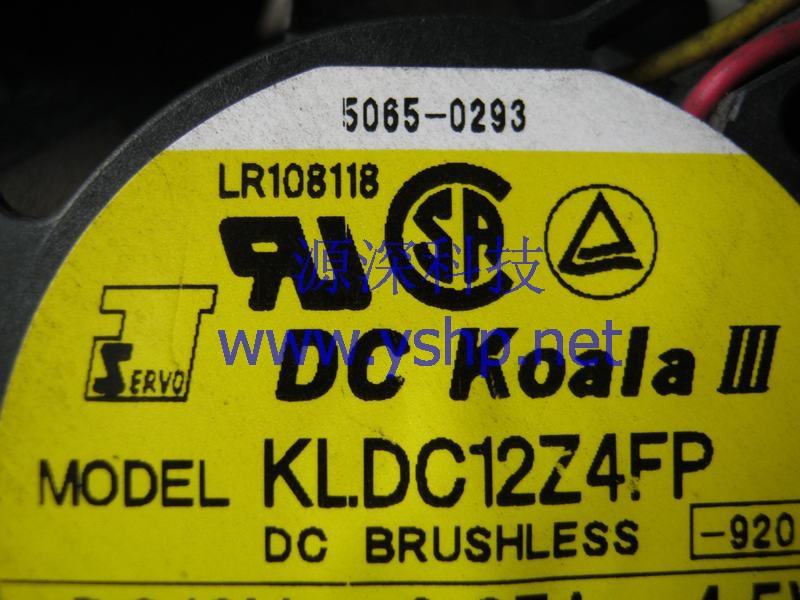 5065-0293
LR108118
SA
源深科技
www.yshp.net
SERVO
DC Koala III
MODEL KLDC12Z4FP
DC BRUSHLESS -920